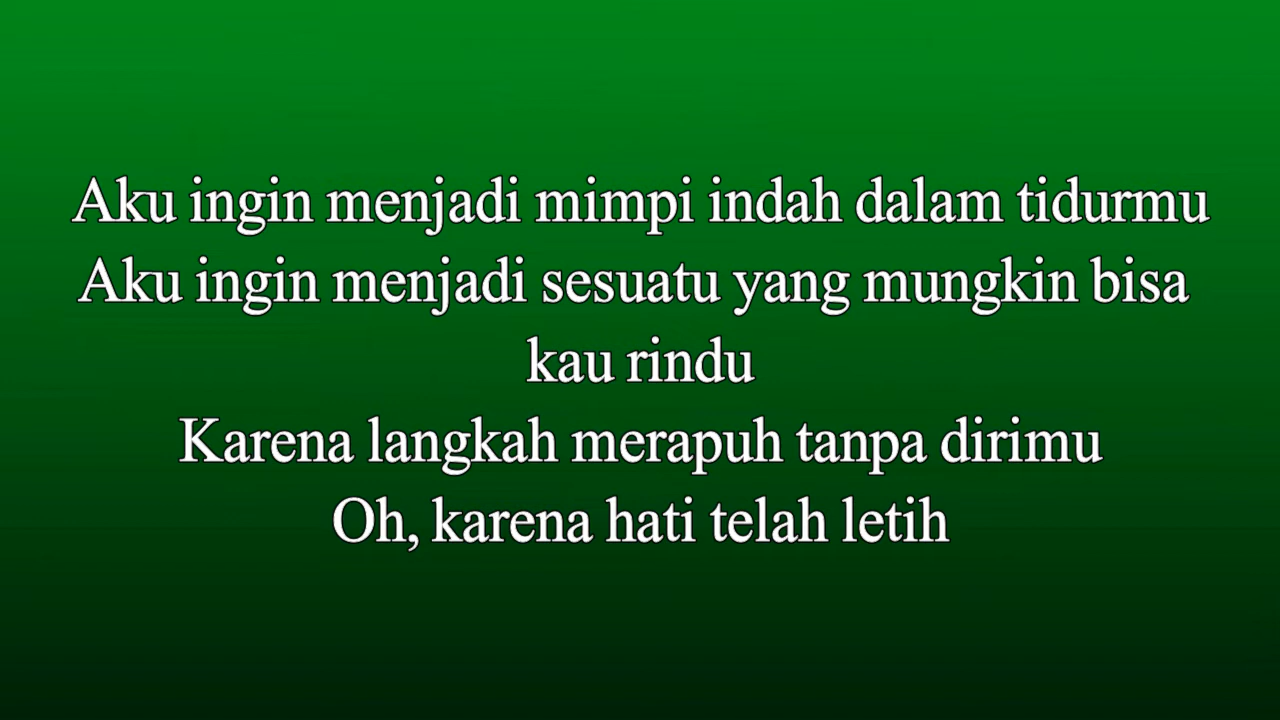 Aku ingin menjadi mimpi indah dalam tidurmu
Aku ingin menjadi sesuatu yang mungkin bisa
kau rindu
Karena langkah merapuh tanpa dirimu
Oh, karena hati telah letih